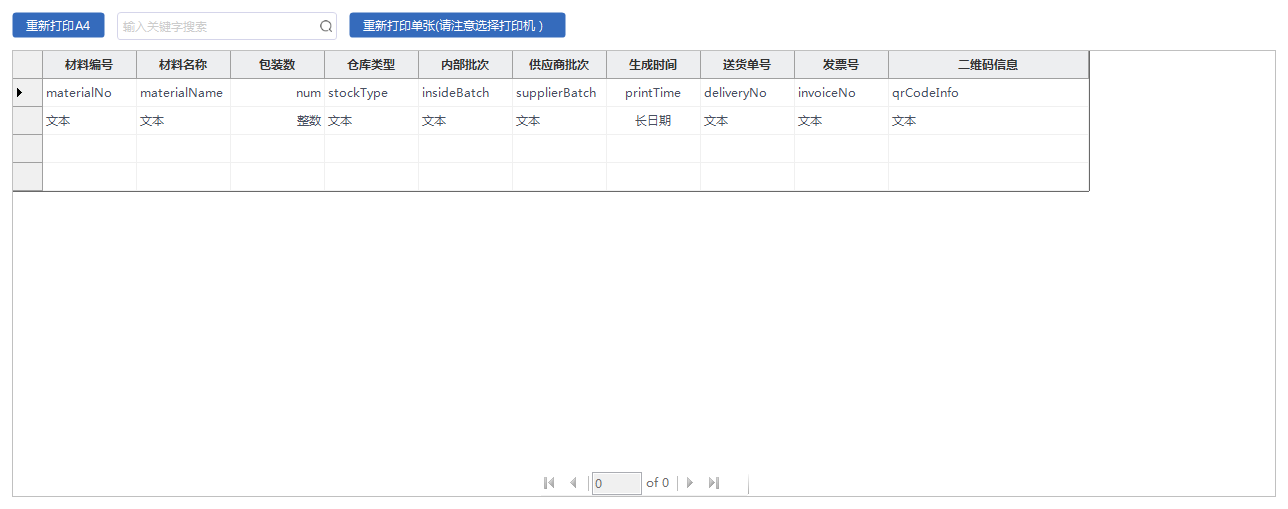 重新打印A4 输入关键字搜索 重新打印单张(请注意选择打印机 )
材料编号 材料名称 包装数 仓库类型 内部批次 供应商批次 生成时间 送货单号 发票号 二维码信息
materialNo materialName num stockType insideBatch supplierBatch printTime deliveryNo invoiceNo qrCodeInfo
文本 文本 整数 文本 文本 文本 长日期 文本 文本 文本
0 of 0